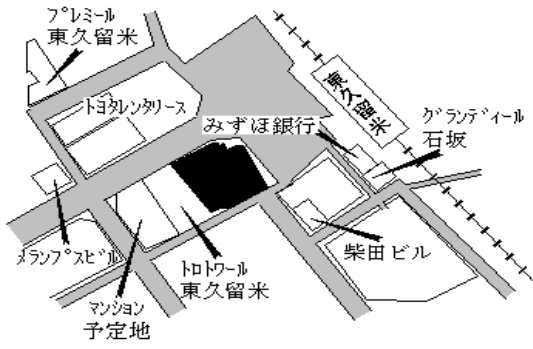 ﾌﾟﾚﾐｰﾙ
東久留米
ﾄﾖﾀﾚﾝﾀﾘｰｽ
みずほ銀行
東久留米
ｸﾞﾗﾝﾃﾞｨｰﾙ
石坂
ﾒﾗﾝﾌﾟｽﾋﾞﾙ
ﾏﾝｼｮﾝ
予定地
ﾄﾛﾄﾜｰﾙ
東久留米
柴田ビル